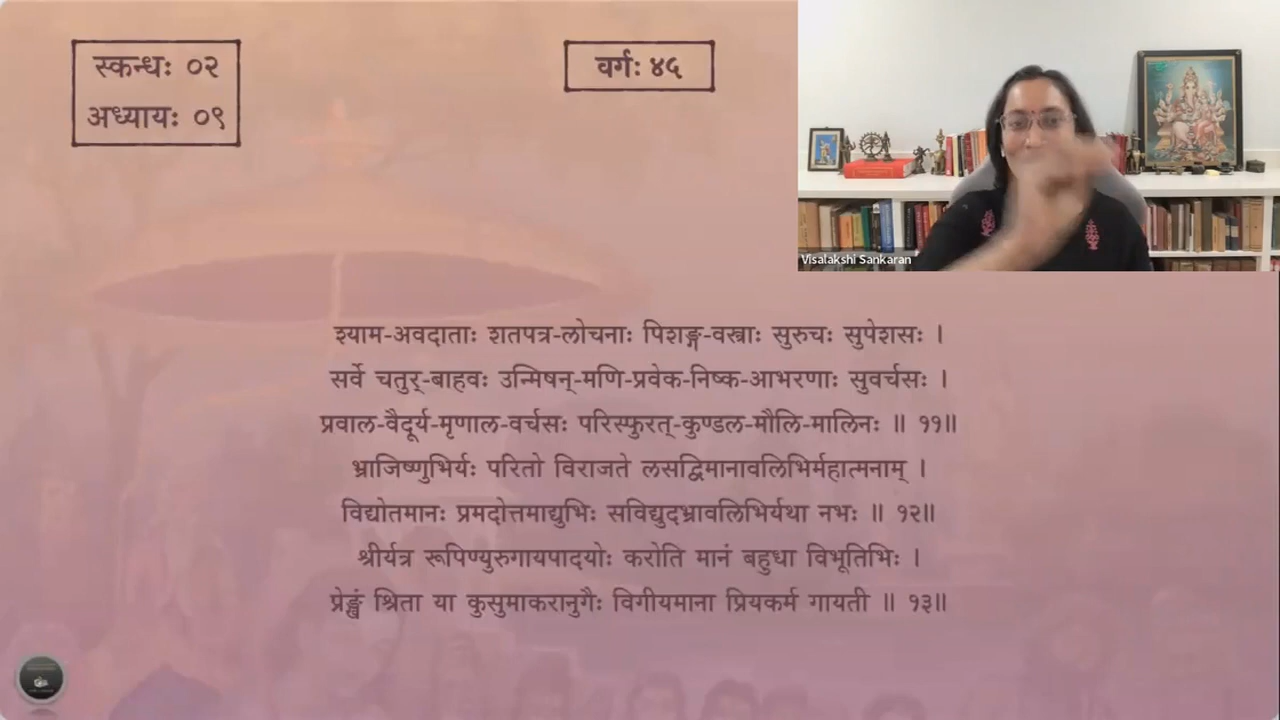 स्कन्धः ०२
अध्यायः ०९
वर्गः ४५
Visalakshi Sankaran
श्याम-अवदाताः शतपत्र-लोचनाः पिशङ्ग-वस्त्राः सुरुचः सुपेशसः ।
सर्वे चतुर्-बाहवः उन्मिषन्-मणि-प्रवेक-निष्क-आभरणाः सुवर्चसः ।
प्रवाल-वैदूर्य-मृणाल-वर्चसः परिस्फुरत्-कुण्डल-मौलि-मालिनः ॥ ११॥
भ्राजिष्णुभिर्यः परितो विराजते लसद्विमानावलिभिर्महात्मनाम् ।
विद्योतमानः प्रमदोत्तमाद्युभिः सविद्युदभ्रावलिभिर्यथा नभः ॥ १२॥
श्रीर्यत्र रूपिण्युरुगायपादयोः करोति मानं बहुधा विभूतिभिः ।
प्रेङ्खं श्रिता या कुसुमाकरानुगैः विगीयमाना प्रियकर्म गायती ॥ १३॥